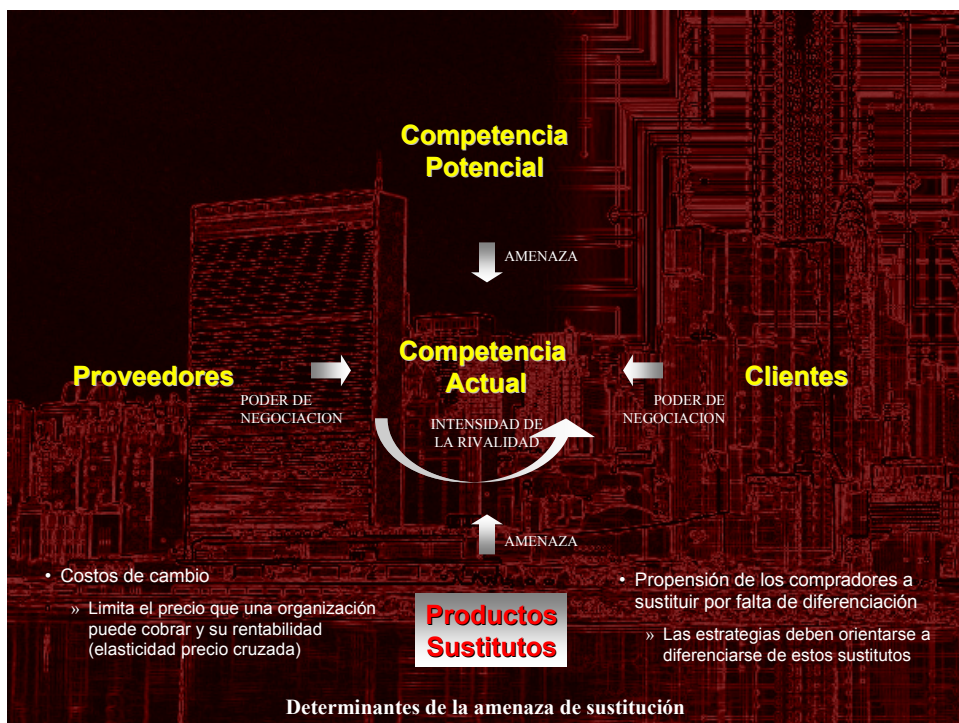 Competencia
Potencial
AMENAZA
Proveedores
PODER DE
NEGOCIACION
Competencia
Actual
INTENSIDAD DE
LA RIVALIDAD
Clientes
PODER DE
NEGOCIACION
AMENAZA
• Costos de cambio
» Limita el precio que una organización
puede cobrar y su rentabilidad
(elasticidad precio cruzada)
Productos
Sustitutos
• Propensión de los compradores a
sustituir por falta de diferenciación
» Las estrategias deben orientarse a
diferenciarse de estos sustitutos
Determinantes de la amenaza de sustitución